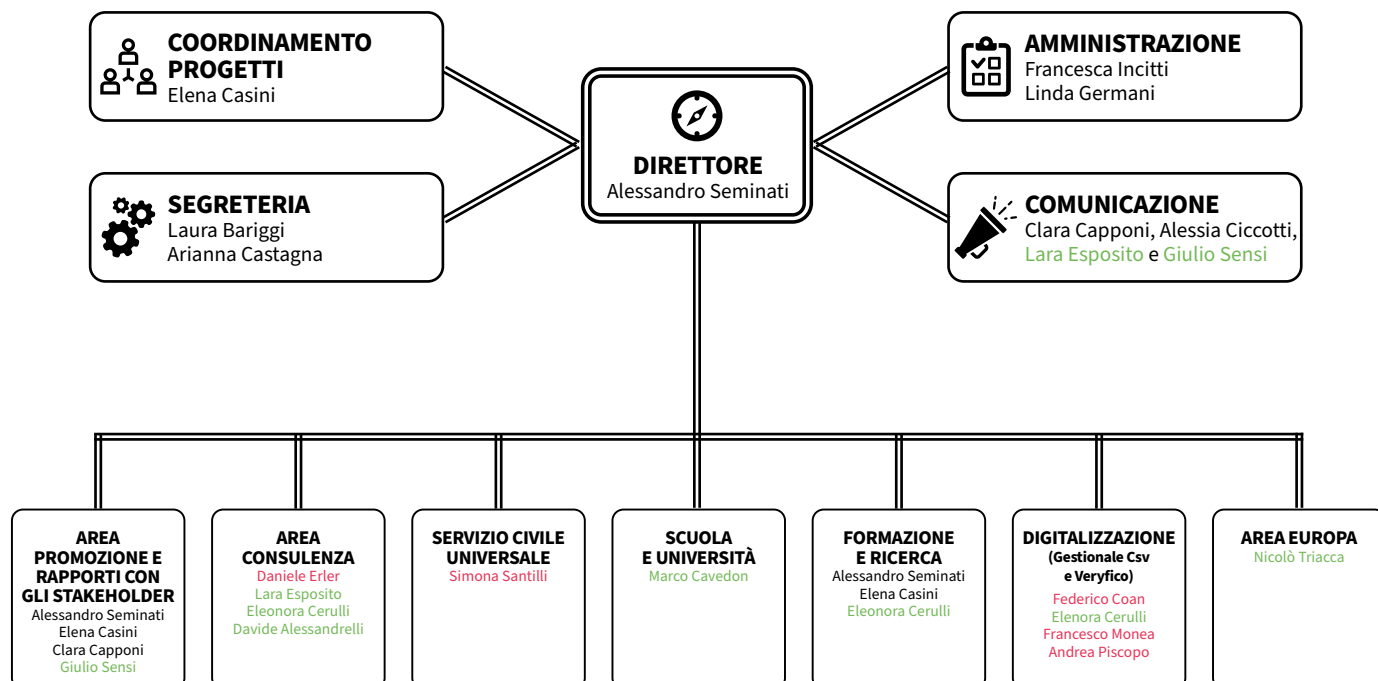 COORDINAMENTO
PROGETTI
Elena Casini
SEGRETERIA
Laura Bariggi
Arianna Castagna
DIRETTORE
Alessandro Seminati
AMMINISTRAZIONE
Francesca Incitti
Linda Germani
COMUNICAZIONE
Clara Capponi, Alessia Ciccotti,
Lara Esposito e Giulio Sensi
AREA
PROMOZIONE E
RAPPORTI CON
GLI STAKEHOLDER
Alessandro Seminati
Elena Casini
Clara Capponi
Giulio Sensi
AREA
CONSULENZA
Daniele Erler
Lara Esposito
Eleonora Cerulli
Davide Alessandrelli
SERVIZIO CIVILE
UNIVERSALE
Simona Santilli
SCUOLA
E UNIVERSITÀ
Marco Cavedon
FORMAZIONE
E RICERCA
Alessandro Seminati
Elena Casini
Eleonora Cerulli
DIGITALIZZAZIONE
(Gestionale Csv
e Veryfico)
Federico Coan
Elenora Cerulli
Francesco Monea
Andrea Piscopo
AREA EUROPA
Nicolò Triacca